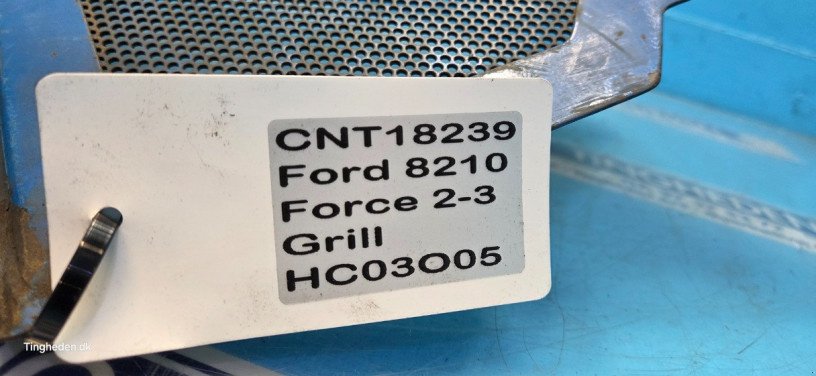 CNT18239
Ford 8210
Force 2-3
Grill
HC03O05
Tingheden.dk